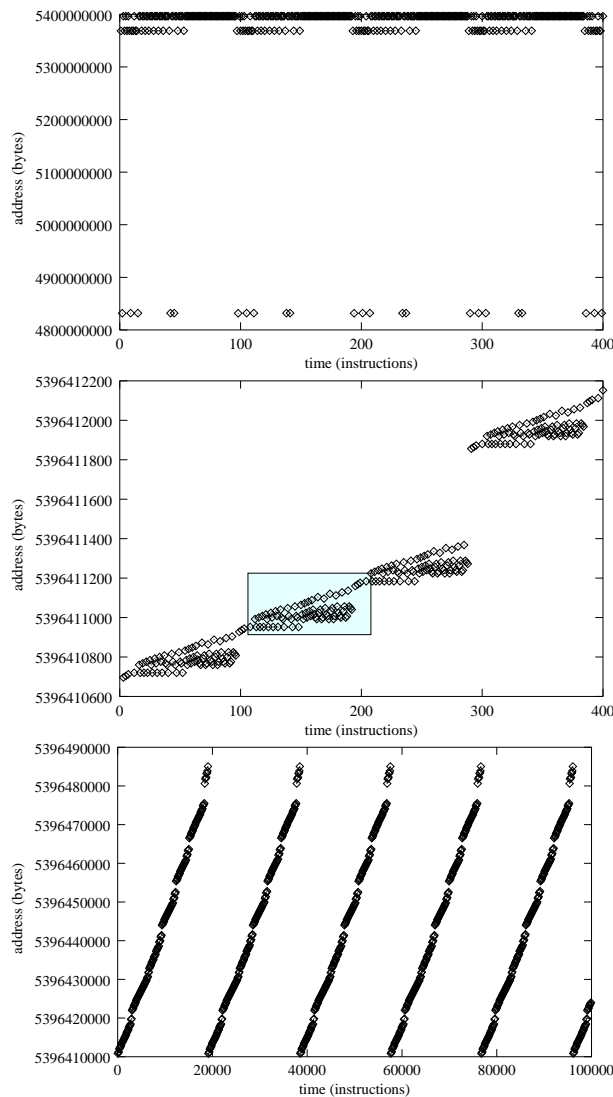 5400000000
5300000000
5200000000
5100000000
5000000000
4900000000
4800000000
address (bytes)
0 100 200 300 400
time (instructions)
5396412200
5396412000
5396411800
5396411600
5396411400
5396411200
5396411000
5396410800
5396410600
address (bytes)
0 100 200 300 400
time (instructions)
5396490000
5396480000
5396470000
5396460000
5396450000
5396440000
5396430000
5396420000
5396410000
address (bytes)
0 20000 40000 60000 80000 100000
time (instructions)